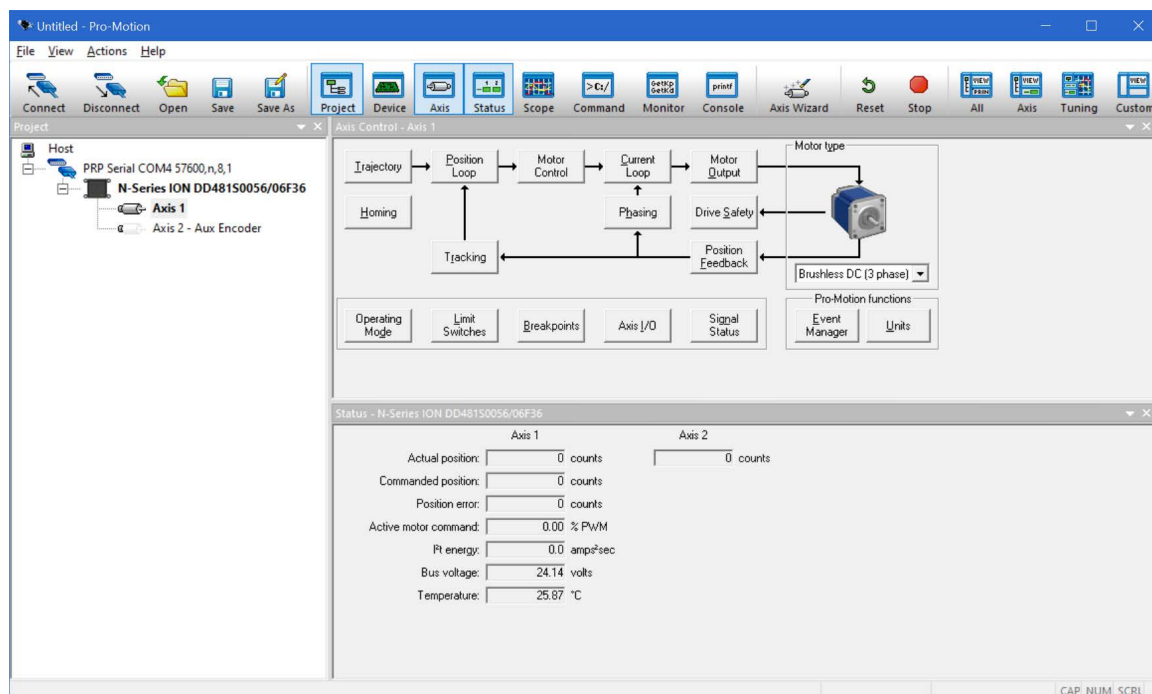 Untitled - Pro-Motion
File View Actions Help
Connect Disconnect Open Save Save As Project Device Axis Status Scope Command Monitor Console Axis Wizard Reset Stop All Axis Tuning Custom
Project
Axis Control - Axis 1
Host
PRP Serial COM4 57600,n,8,1
N-Series ION DD481S0056/06F36
Axis 1
Axis 2 - Aux Encoder
Motor type
Trajectory
Position Loop
Motor Control
Current Loop
Motor Output
Homing
Phasing
Drive Safety
Tracking
Position Feedback
Brushless DC (3 phase)
Pro-Motion functions
Operating Mode
Limit Switches
Breakpoints
Axis I/O
Signal Status
Event Manager
Units
Status - N-Series ION DD481S0056/06F36
Axis 1 Axis 2
Actual position: 0 counts 0 counts
Commanded position: 0 counts
Position error: 0 counts
Active motor command: 0.00 % PWM
I²t energy: 0.0 amps²sec
Bus voltage: 24.14 volts
Temperature: 25.87 °C
CAP NUM SCRL